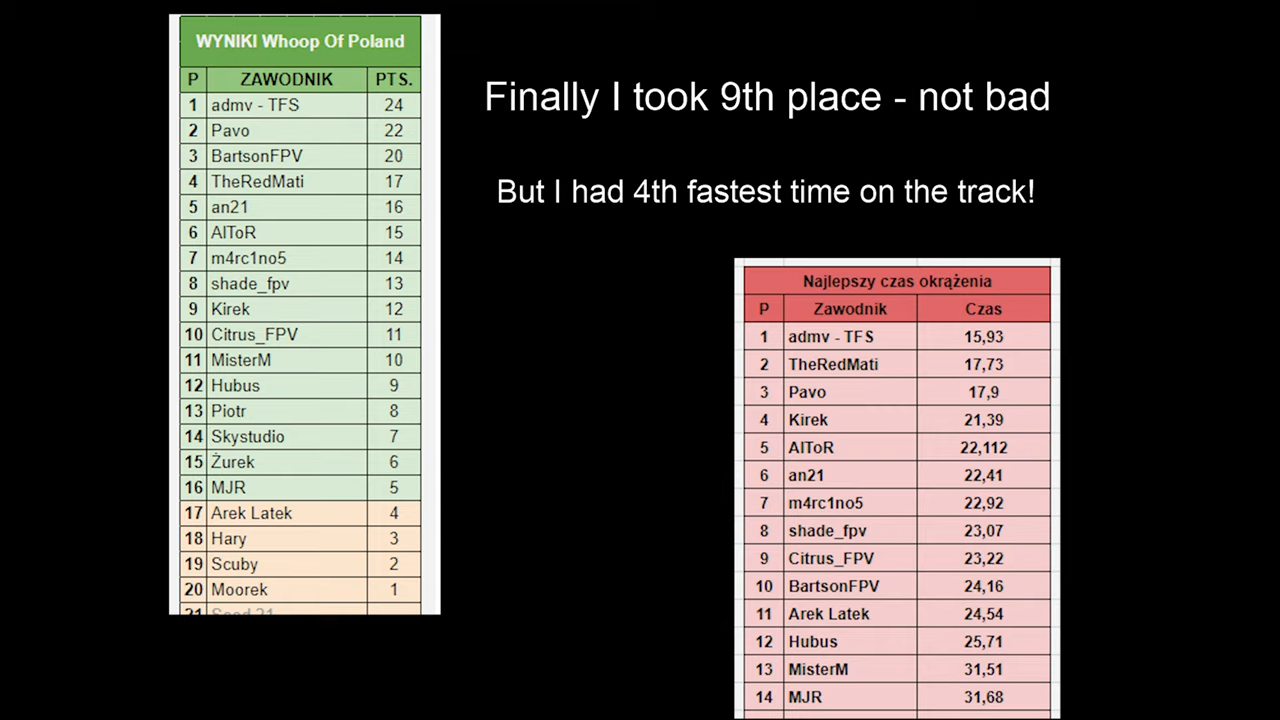 WYNIKI Whoop Of Poland
P ZAWODNIK PTS.
1 admv - TFS 24
2 Pavo 22
3 BartsonFPV 20
4 TheRedMati 17
5 an21 16
6 AlToR 15
7 m4rc1no5 14
8 shade_fpv 13
9 Kirek 12
10 Citrus_FPV 11
11 MisterM 10
12 Hubus 9
13 Piotr 8
14 Skystudio 7
15 Żurek 6
16 MJR 5
17 Arek Latek 4
18 Hary 3
19 Scuby 2
20 Moorek 1
Finally I took 9th place - not bad
But I had 4th fastest time on the track!
Najlepszy czas okrążenia
P Zawodnik Czas
1 admv - TFS 15,93
2 TheRedMati 17,73
3 Pavo 17,9
4 Kirek 21,39
5 AlToR 22,112
6 an21 22,41
7 m4rc1no5 22,92
8 shade_fpv 23,07
9 Citrus_FPV 23,22
10 BartsonFPV 24,16
11 Arek Latek 24,54
12 Hubus 25,71
13 MisterM 31,51
14 MJR 31,68